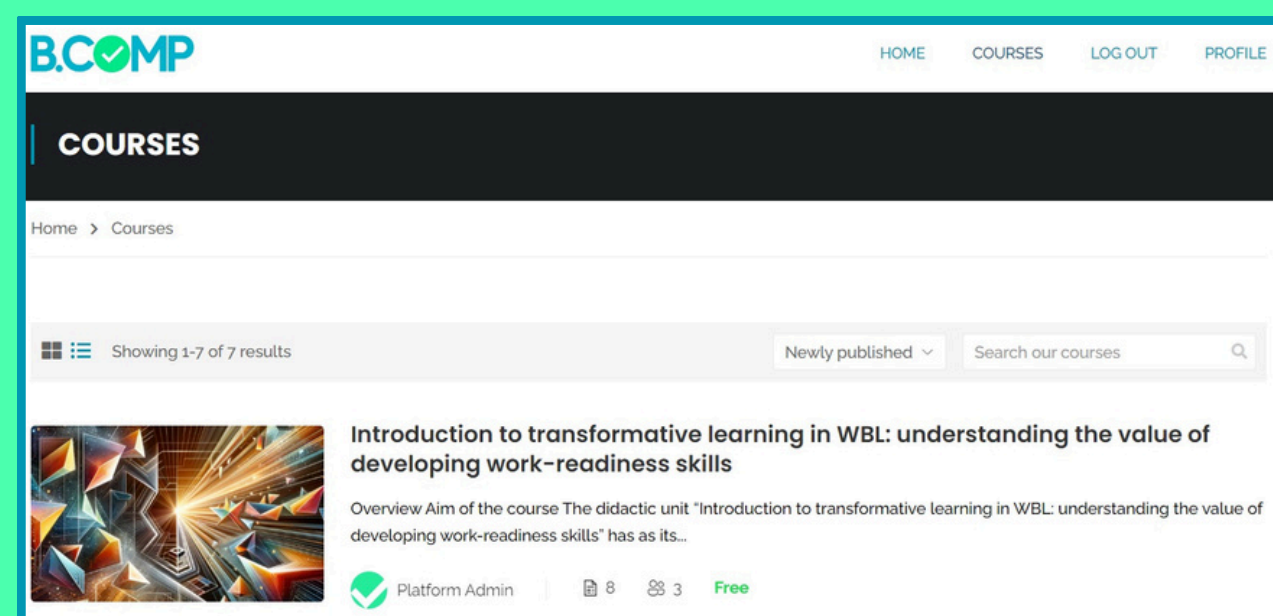 B.COMP
HOME COURSES LOG OUT PROFILE
COURSES
Home > Courses
Showing 1-7 of 7 results
Newly published
Search our courses
Introduction to transformative learning in WBL: understanding the value of
developing work-readiness skills
Overview Aim of the course The didactic unit “Introduction to transformative learning in WBL: understanding the value of
developing work-readiness skills” has as its...
Platform Admin 8 3 Free